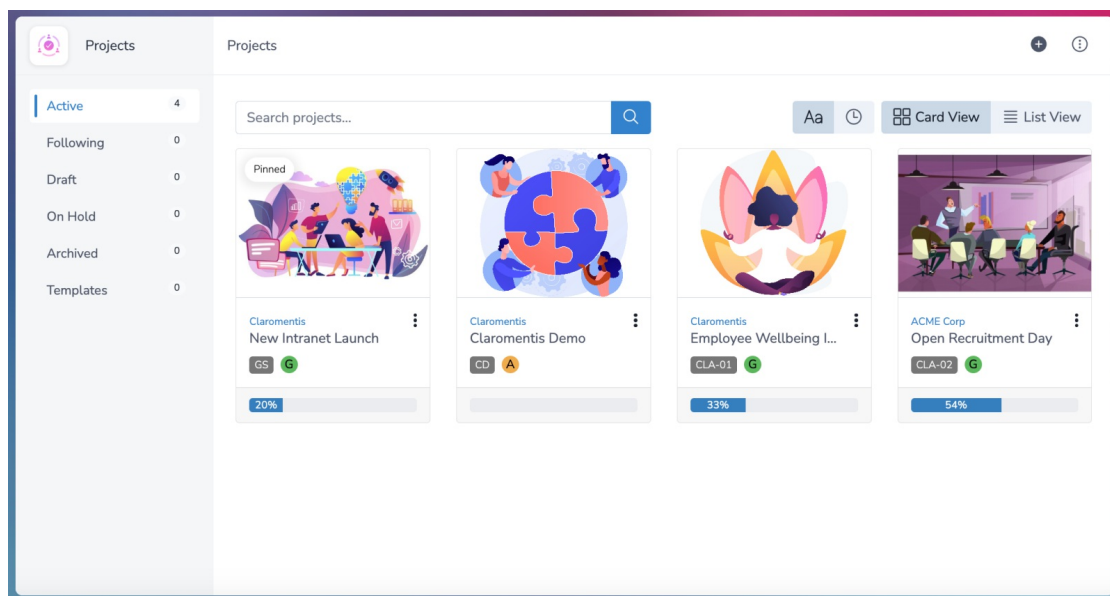 Projects
Projects
Active 4
Following 0
Draft 0
On Hold 0
Archived 0
Templates 0
Search projects...
Aa
Card View
List View
Pinned
Claromentis
New Intranet Launch
GS G
20%
Claromentis
Claromentis Demo
CD A
Claromentis
Employee Wellbeing I...
CLA-01 G
33%
ACME Corp
Open Recruitment Day
CLA-02 G
54%